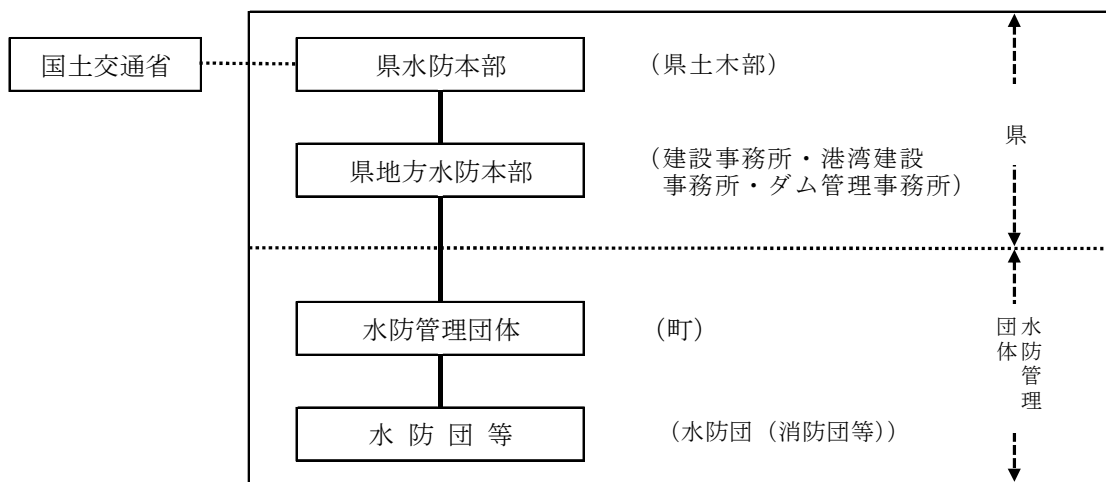 国土交通省
県水防本部
（県土木部）
県地方水防本部
（建設事務所・港湾建設
事務所・ダム管理事務所）
県
水防管理団体
（町）
水防管理
団体
水 防 団 等
（水防団（消防団等））